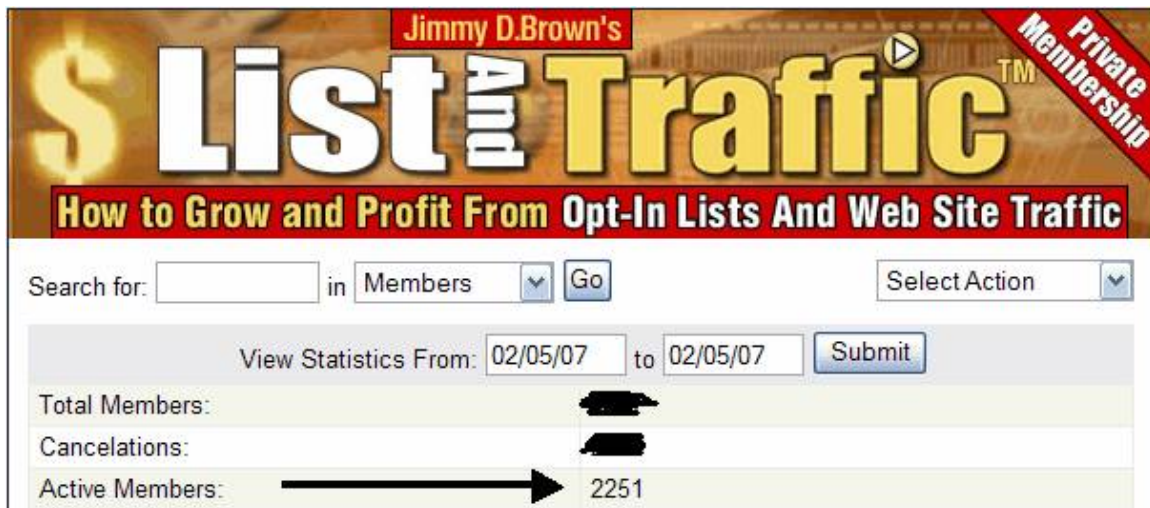 Jimmy D.Brown's
Private Membership
$ List And Traffic™
How to Grow and Profit From Opt-In Lists And Web Site Traffic
Search for: in Members Go Select Action
View Statistics From: 02/05/07 to 02/05/07 Submit
Total Members:
Cancelations:
Active Members: 2251